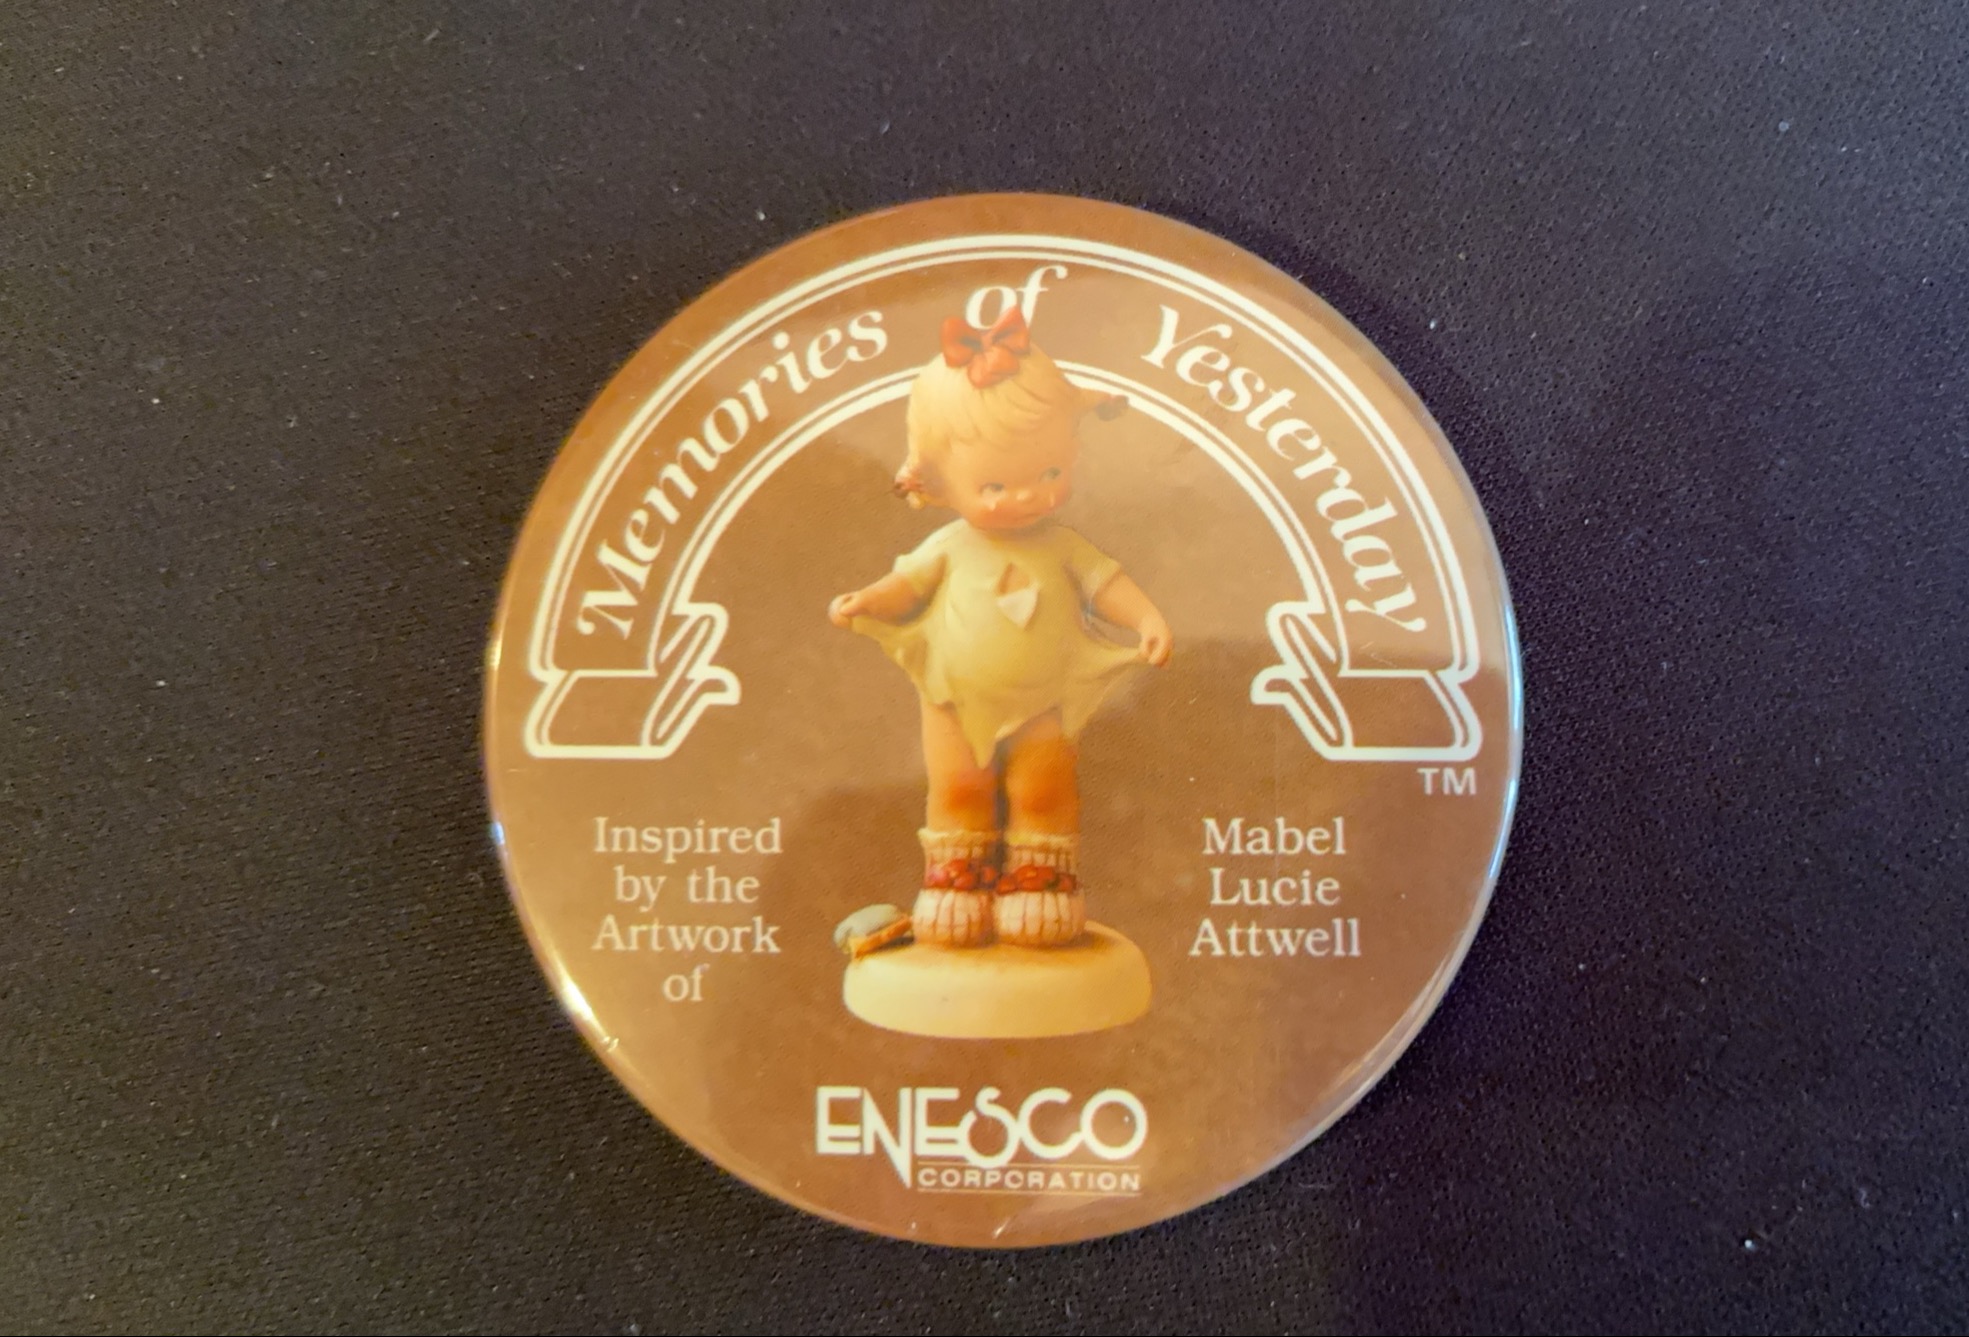 Memories of Yesterday
TM
Inspired
by the
Artwork
of
Mabel
Lucie
Attwell
ENESCO
CORPORATION